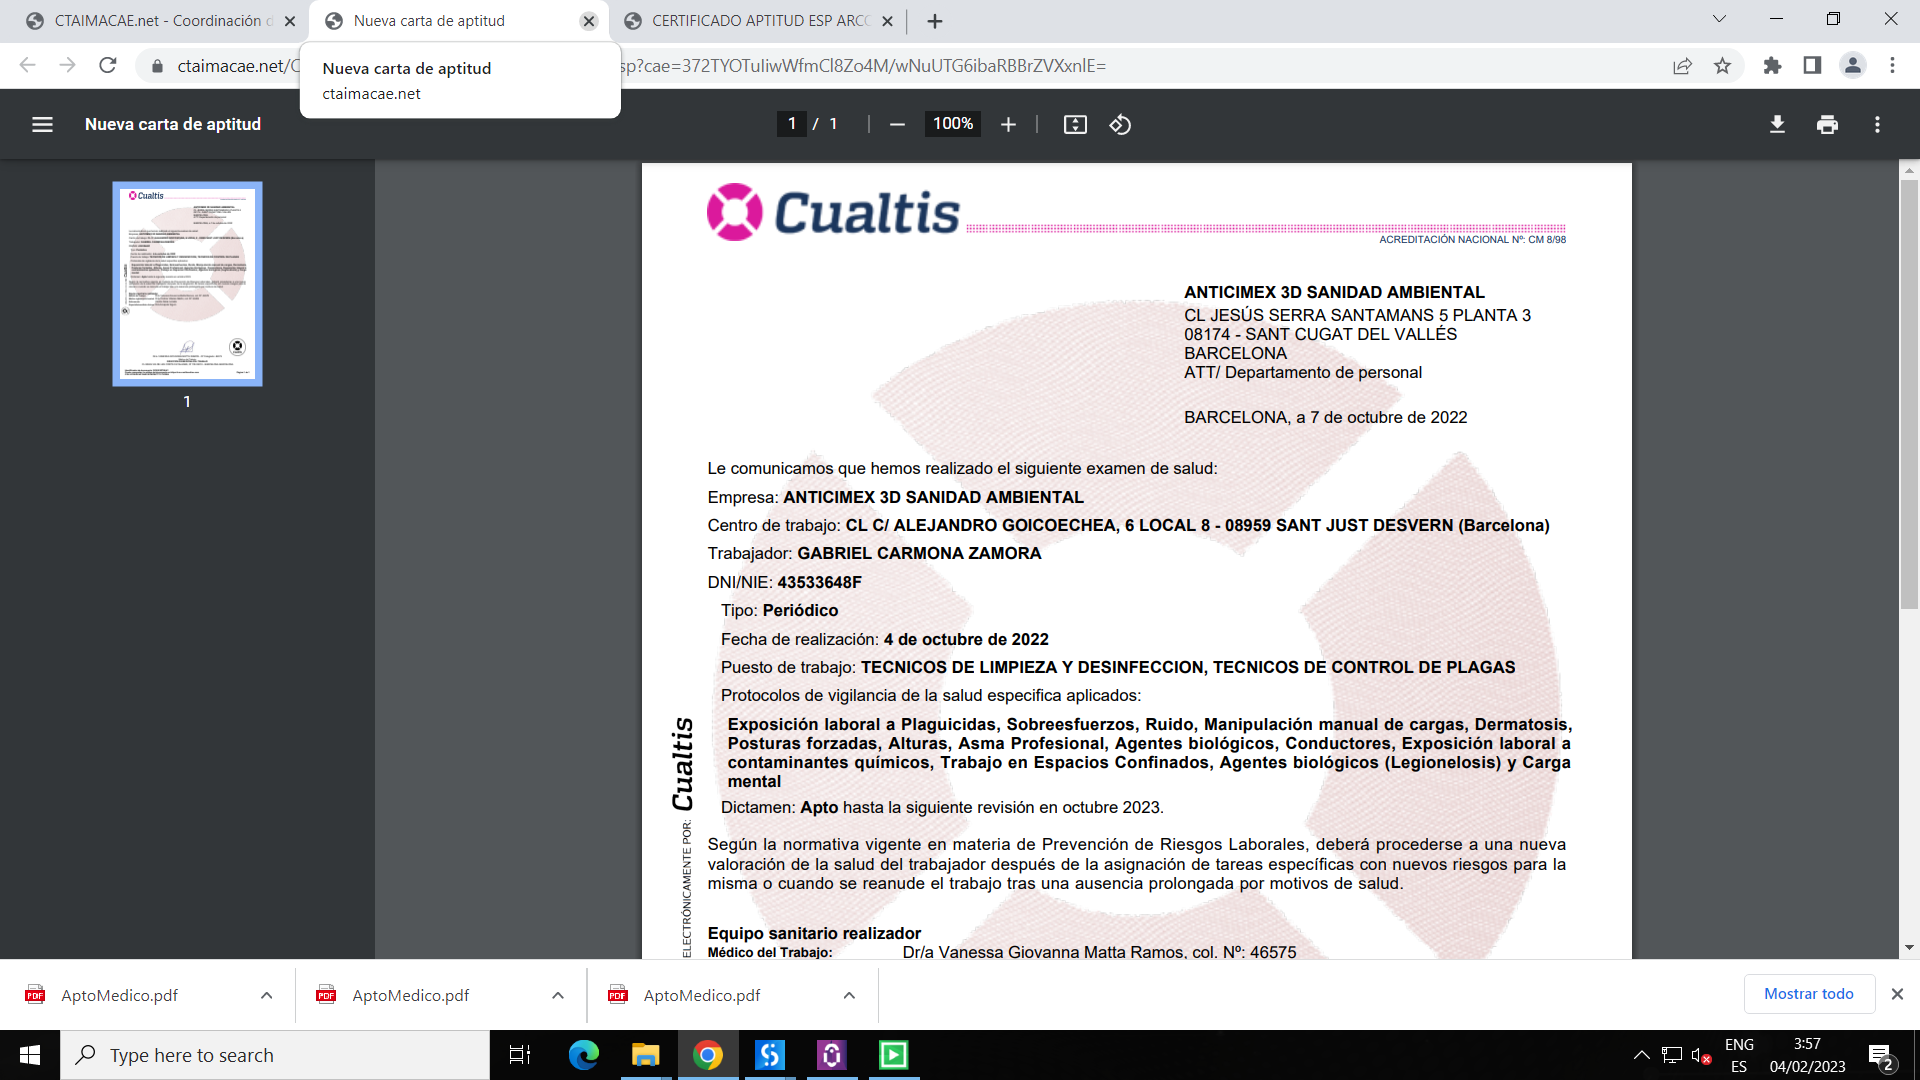 CTAIMACAE.net - Coordinación d
Nueva carta de aptitud
CERTIFICADO APTITUD ESP ARCO
Nueva carta de aptitud
ctaimacae.net
ctaimacae.net/C
sp?cae=372TYOTuIiwWfmCl8Zo4M/wNuUTG6ibaRBBrZVXxnlE=
Nueva carta de aptitud
1 / 1
100%
1
Cualtis
ACREDITACIÓN NACIONAL Nº: CM 8/98
ANTICIMEX 3D SANIDAD AMBIENTAL
CL JESÚS SERRA SANTAMANS 5 PLANTA 3
08174 - SANT CUGAT DEL VALLÉS
BARCELONA
ATT/ Departamento de personal
BARCELONA, a 7 de octubre de 2022
Le comunicamos que hemos realizado el siguiente examen de salud:
Empresa: ANTICIMEX 3D SANIDAD AMBIENTAL
Centro de trabajo: CL C/ ALEJANDRO GOICOECHEA, 6 LOCAL 8 - 08959 SANT JUST DESVERN (Barcelona)
Trabajador: GABRIEL CARMONA ZAMORA
DNI/NIE: 43533648F
Tipo: Periódico
Fecha de realización: 4 de octubre de 2022
Puesto de trabajo: TECNICOS DE LIMPIEZA Y DESINFECCION, TECNICOS DE CONTROL DE PLAGAS
Protocolos de vigilancia de la salud especifica aplicados:
Exposición laboral a Plaguicidas, Sobreesfuerzos, Ruido, Manipulación manual de cargas, Dermatosis,
Posturas forzadas, Alturas, Asma Profesional, Agentes biológicos, Conductores, Exposición laboral a
contaminantes químicos, Trabajo en Espacios Confinados, Agentes biológicos (Legionelosis) y Carga
mental
Dictamen: Apto hasta la siguiente revisión en octubre 2023.
Según la normativa vigente en materia de Prevención de Riesgos Laborales, deberá procederse a una nueva
valoración de la salud del trabajador después de la asignación de tareas específicas con nuevos riesgos para la
misma o cuando se reanude el trabajo tras una ausencia prolongada por motivos de salud.
Equipo sanitario realizador
Médico del Trabajo: Dr/a Vanessa Giovanna Matta Ramos, col. Nº: 46575
ELECTRÓNICAMENTE POR: Cualtis
AptoMedico.pdf
AptoMedico.pdf
AptoMedico.pdf
Mostrar todo
Type here to search
ENG
ES
3:57
04/02/2023
2